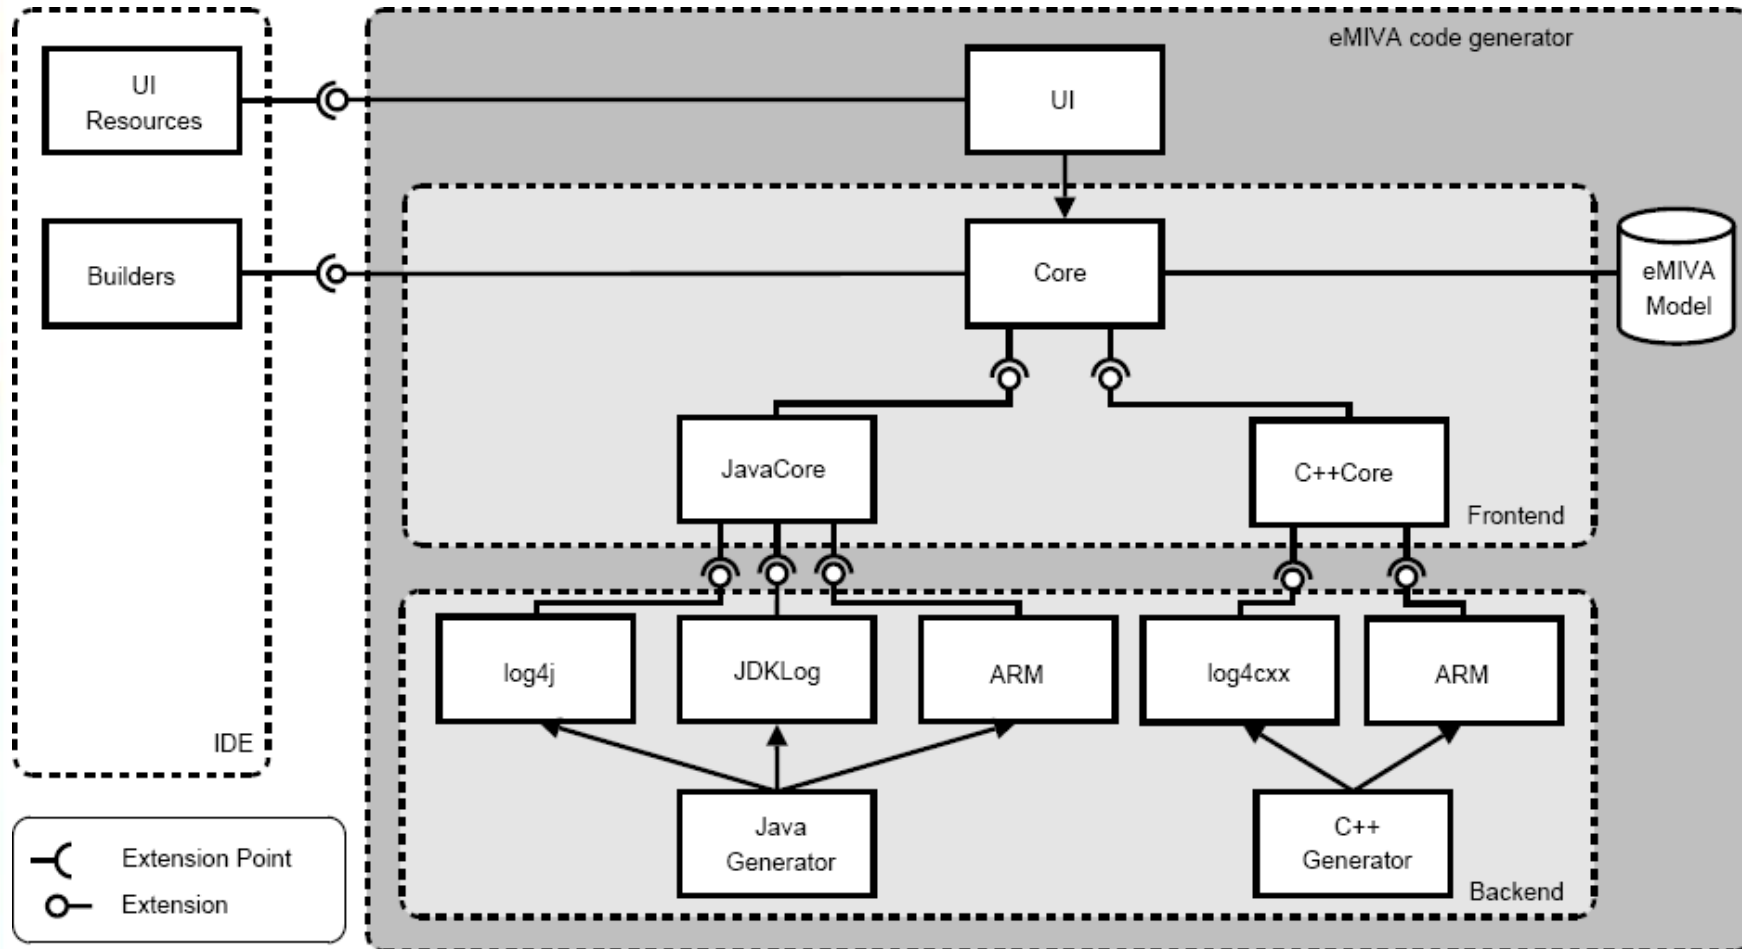 eMIVA code generator
UI
Resources
UI
Builders
Core
eMIVA
Model
JavaCore
C++Core
Frontend
log4j
JDKLog
ARM
log4cxx
ARM
IDE
Java
Generator
C++
Generator
Backend
Extension Point
Extension